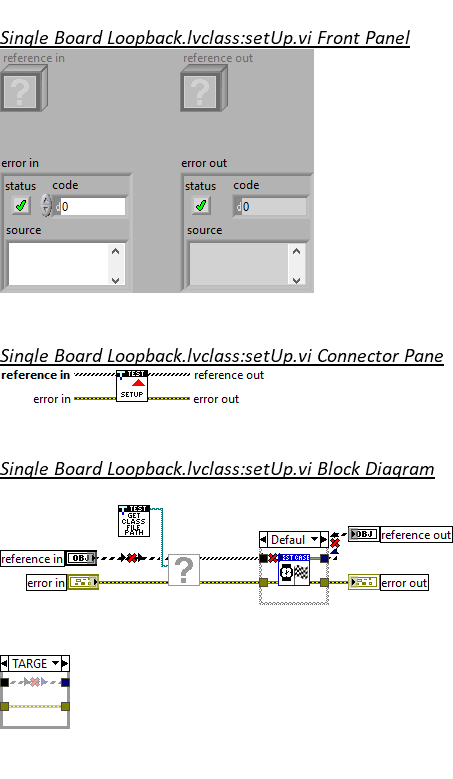 Single Board Loopback.lvclass:setUp.vi Front Panel
reference in reference out
? ?
error in error out
status code status code
d 0 d 0
source source
Single Board Loopback.lvclass:setUp.vi Connector Pane
reference in TEST reference out
error in SETUP error out
Single Board Loopback.lvclass:setUp.vi Block Diagram
TEST
GET
CLASS
FILE
PATH
Defaul
OBJ reference out
reference in OBJ EST CASE
?
error in error out
TARGE